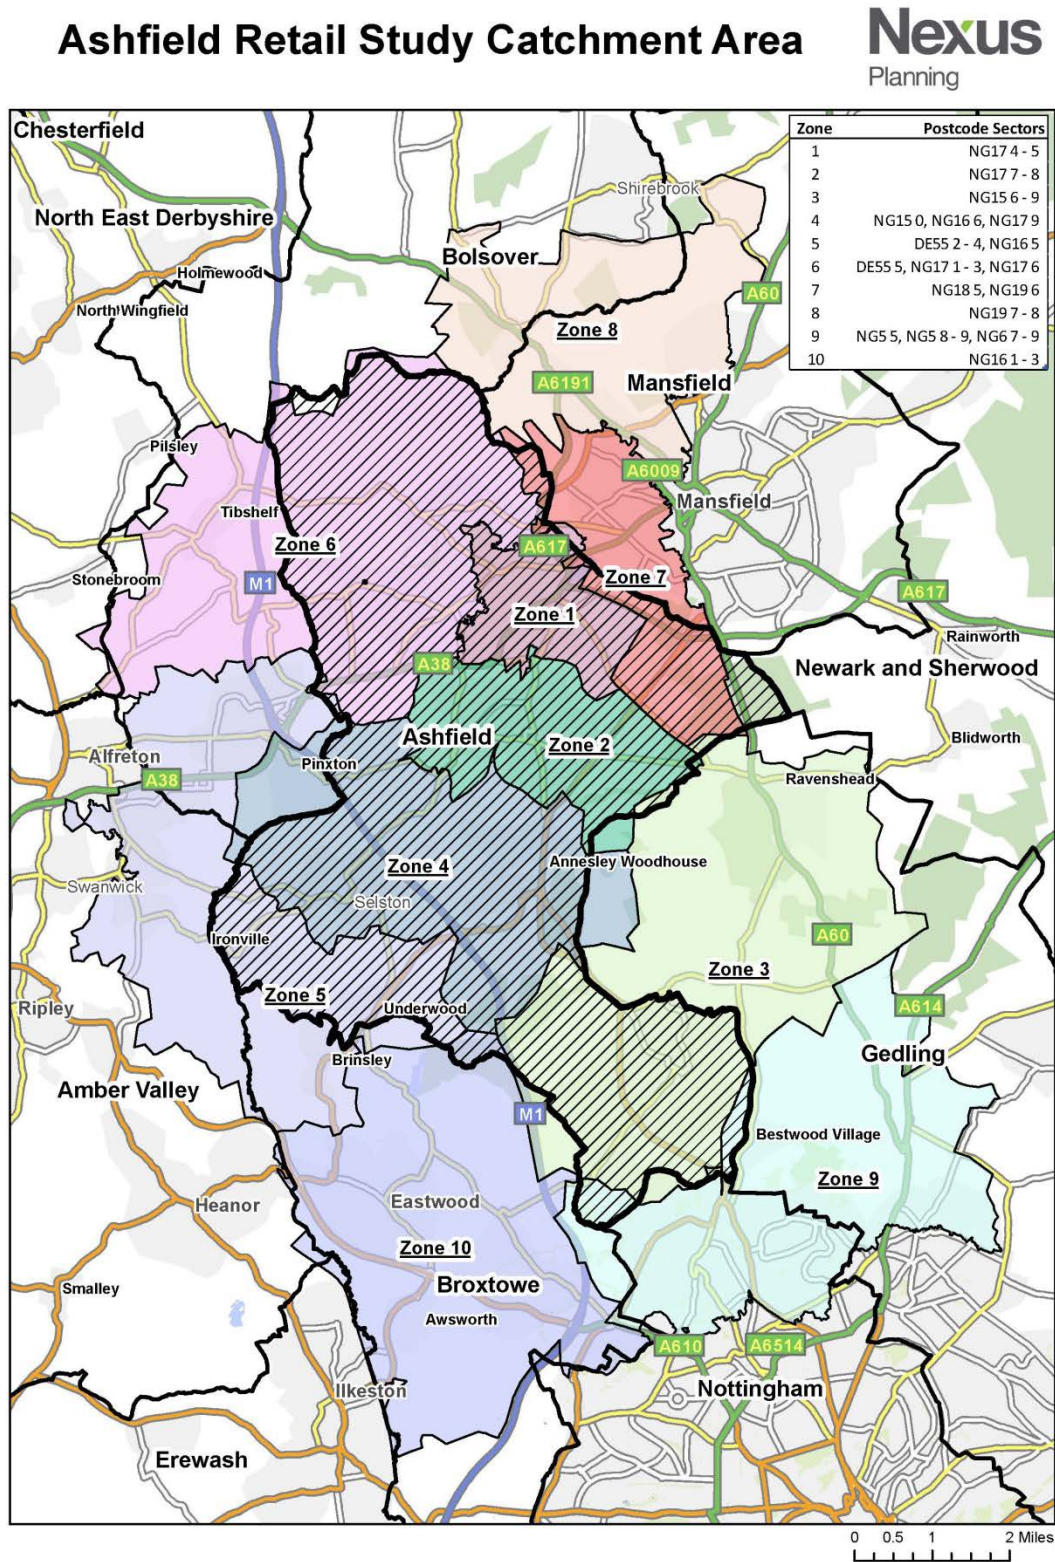 Ashfield Retail Study Catchment Area
Nexus
Planning
Chesterfield
Zone Postcode Sectors
1 NG17 4 - 5
2 NG17 7 - 8
3 NG15 6 - 9
4 NG15 0, NG16 6, NG17 9
5 DE55 2 - 4, NG16 5
6 DE55 5, NG17 1 - 3, NG17 6
7 NG18 5, NG19 6
8 NG19 7 - 8
9 NG5 5, NG5 8 - 9, NG6 7 - 9
10 NG16 1 - 3
Shirebrook
North East Derbyshire
Bolsover
Holmewood
A60
North Wingfield
Zone 8
A6191
Mansfield
Pilsley
A6009
Mansfield
Tibshelf
Zone 6
A617
Stonebroom
M1
Zone 7
A617
Zone 1
Rainworth
A38
Newark and Sherwood
Ashfield
Zone 2
Blidworth
Alfreton
Pinxton
A38
Ravenshead
Zone 4
Annesley Woodhouse
Swanwick
Selston
Ironville
A60
Zone 3
Zone 5
Underwood
A614
Ripley
Brinsley
Gedling
Amber Valley
M1
Bestwood Village
Zone 9
Heanor
Eastwood
Zone 10
Smalley
Broxtowe
Awsworth
A610
A6514
Ilkeston
Nottingham
Erewash
0 0.5 1 2 Miles